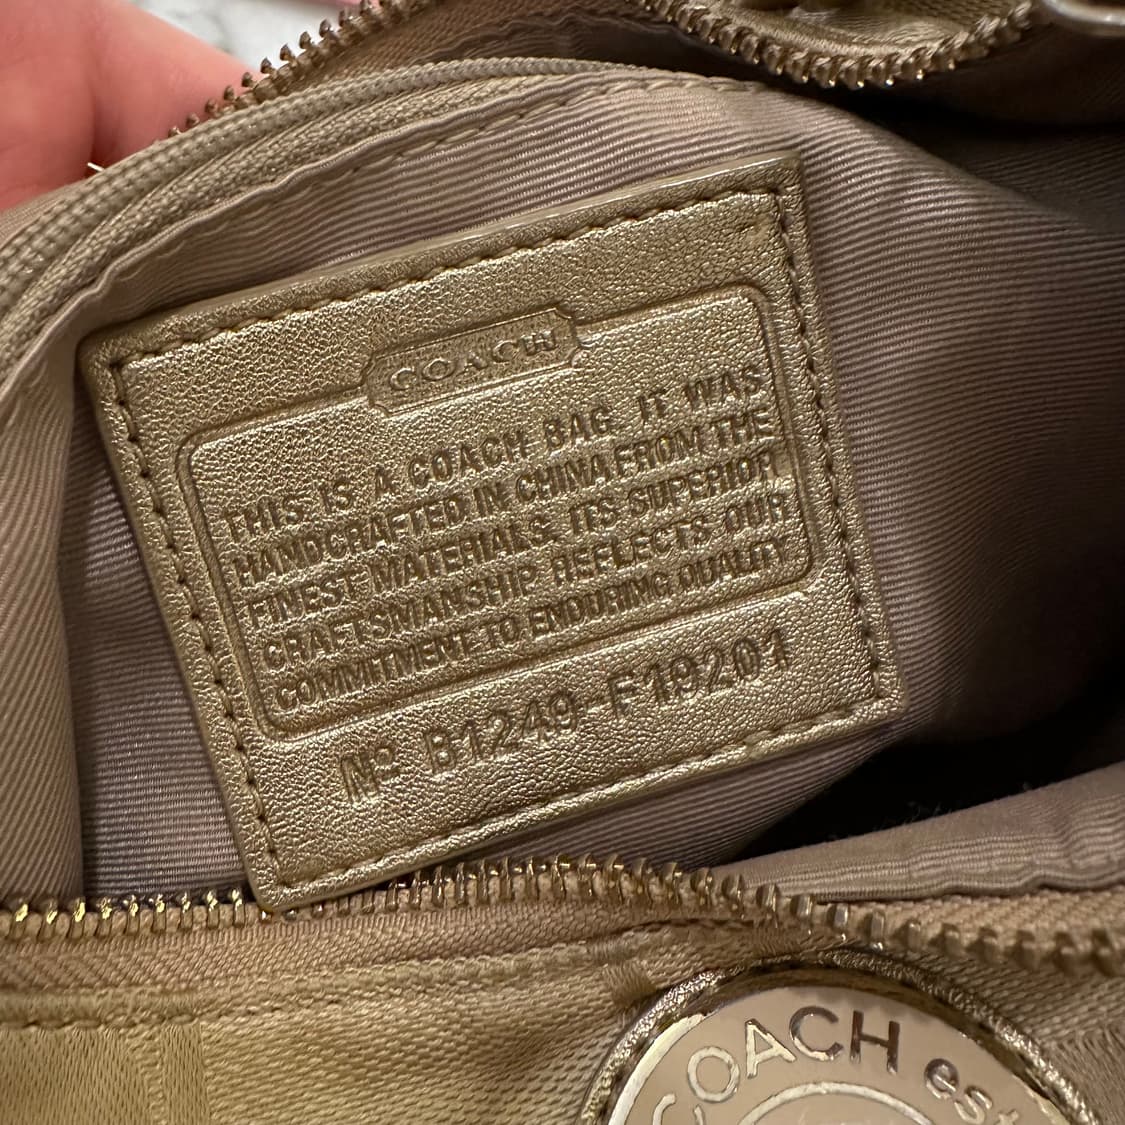 COACH
THIS IS A COACH BAG. IT WAS
HANDCRAFTED IN CHINA FROM THE
FINEST MATERIALS. ITS SUPERIOR
CRAFTSMANSHIP REFLECTS OUR
COMMITMENT TO ENDURING QUALITY
Nº B1249-F19201
COACH est